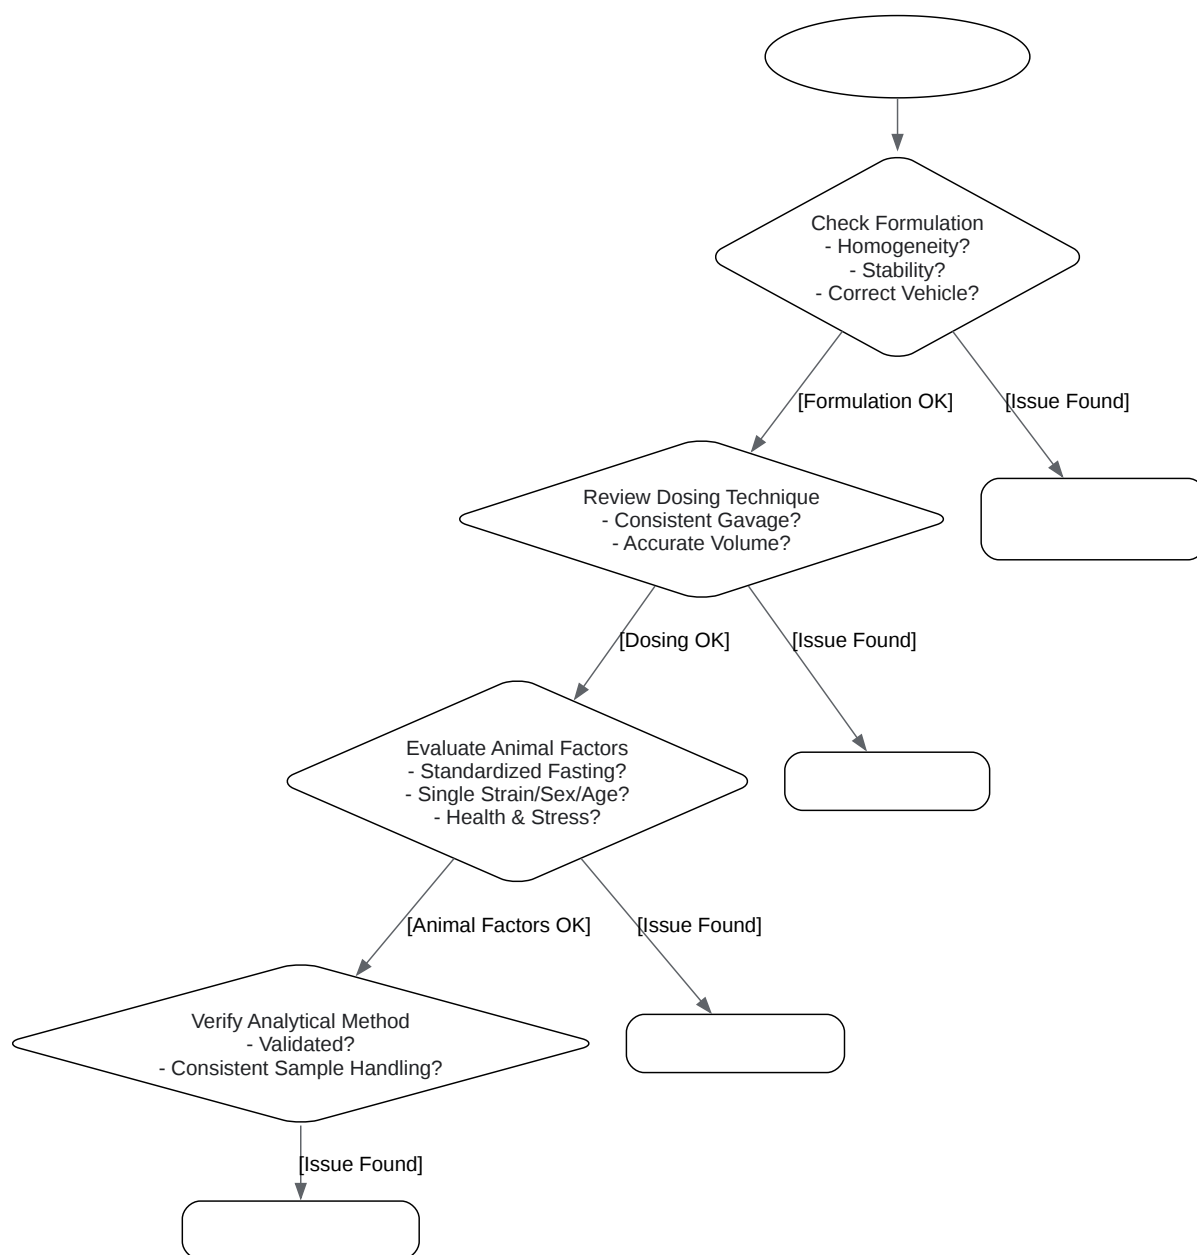 Check Formulation
- Homogeneity?
- Stability?
- Correct Vehicle?
[Formulation OK]
[Issue Found]
Review Dosing Technique
- Consistent Gavage?
- Accurate Volume?
[Dosing OK]
[Issue Found]
Evaluate Animal Factors
- Standardized Fasting?
- Single Strain/Sex/Age?
- Health & Stress?
[Animal Factors OK]
[Issue Found]
Verify Analytical Method
- Validated?
- Consistent Sample Handling?
[Issue Found]